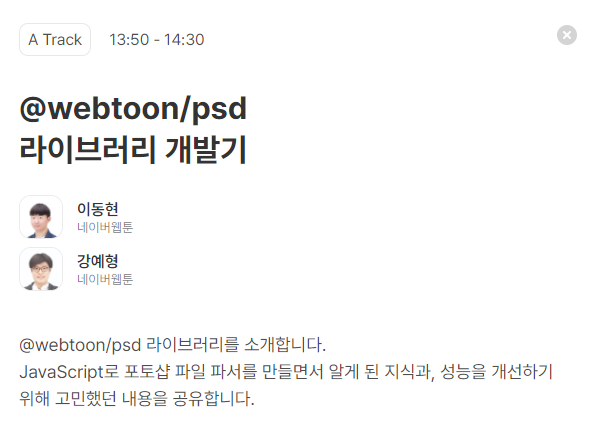 A Track 13:50 - 14:30
@webtoon/psd
라이브러리 개발기
이동현
네이버웹툰
강예형
네이버웹툰
@webtoon/psd 라이브러리를 소개합니다.
JavaScript로 포토샵 파일 파서를 만들면서 알게 된 지식과, 성능을 개선하기
위해 고민했던 내용을 공유합니다.